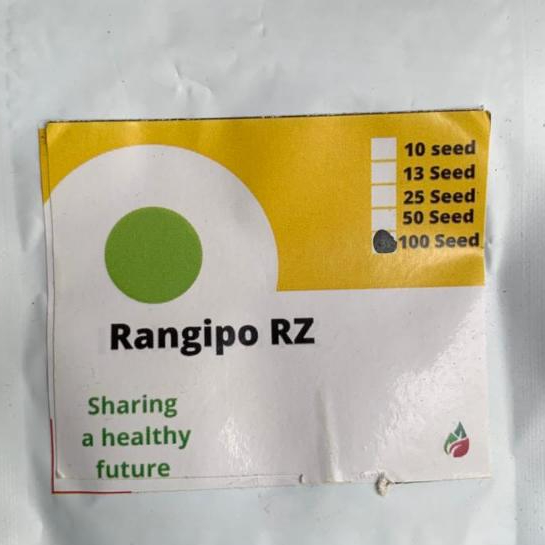 10 seed
13 Seed
25 Seed
50 Seed
100 Seed
Rangipo RZ
Sharing
a healthy
future